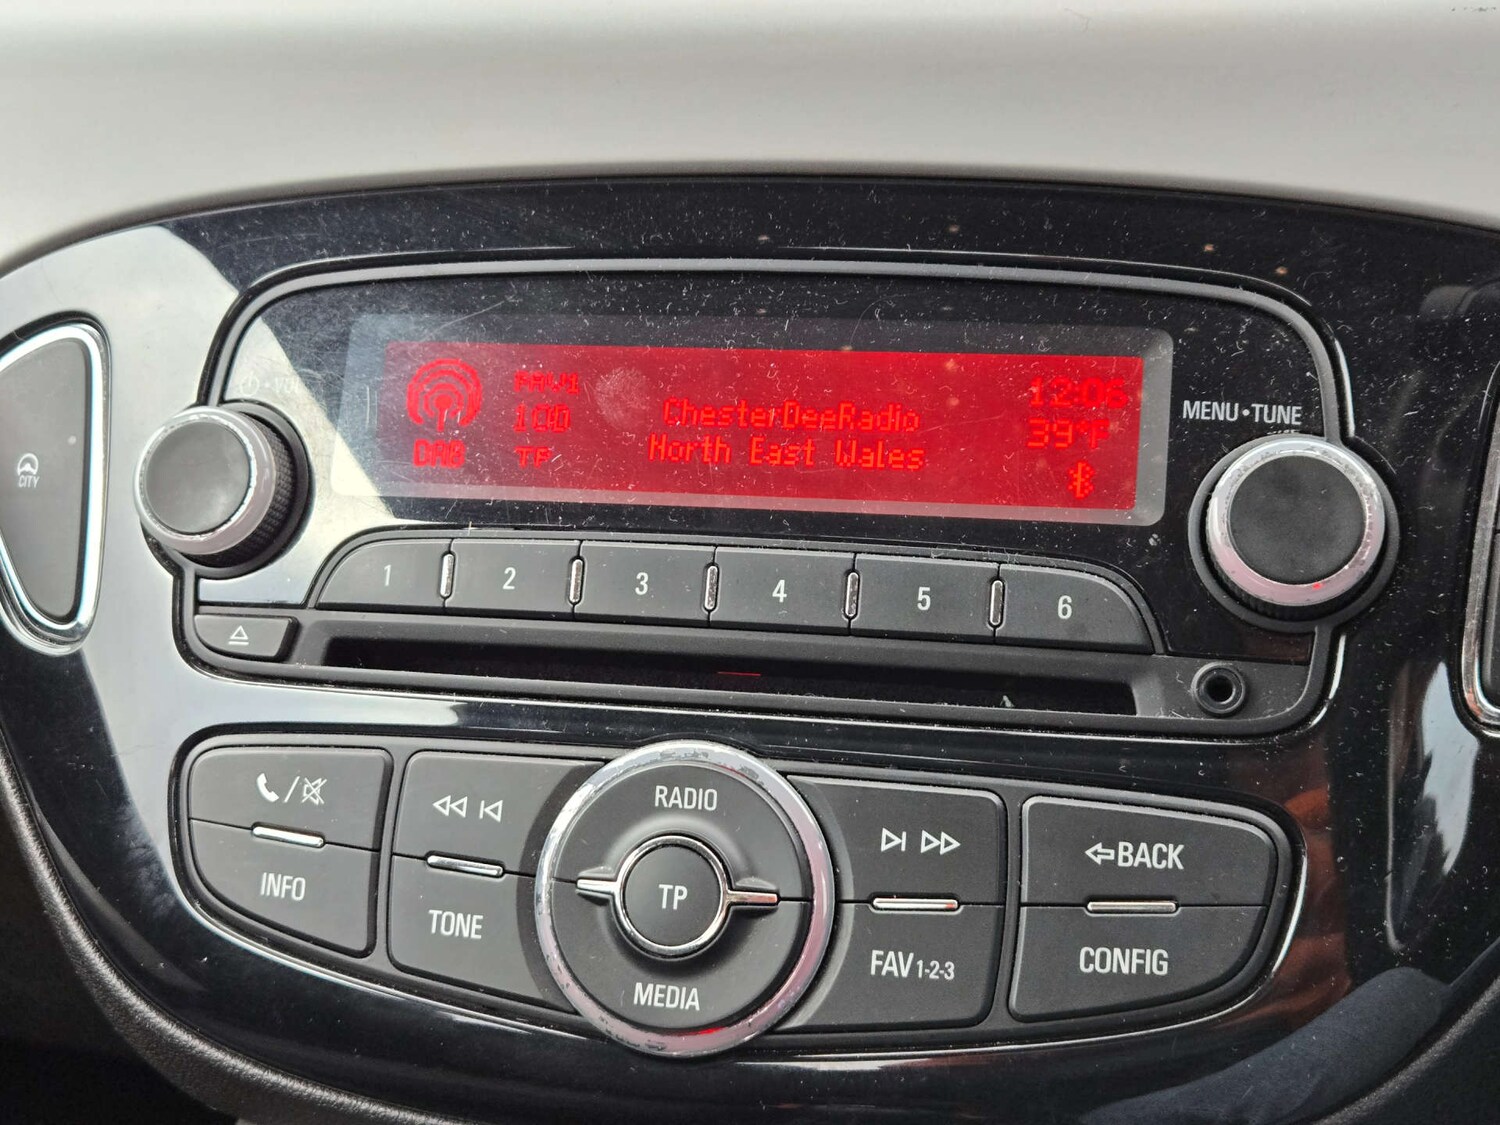 FAV1
12:06
100
ChesterDeeRadio
39°F
DAB
TP
North East Wales
MENU•TUNE
CITY
1
2
3
4
5
6
RADIO
BACK
INFO
TONE
TP
FAV1-2-3
CONFIG
MEDIA